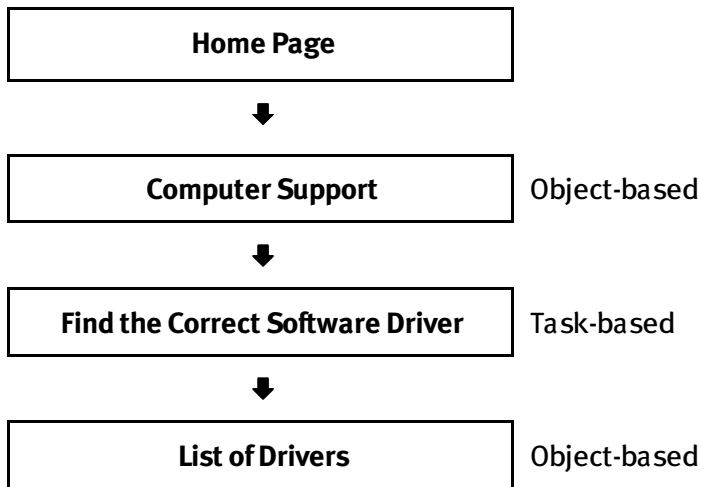 Home Page
Computer Support Object-based
Find the Correct Software Driver Task-based
List of Drivers Object-based